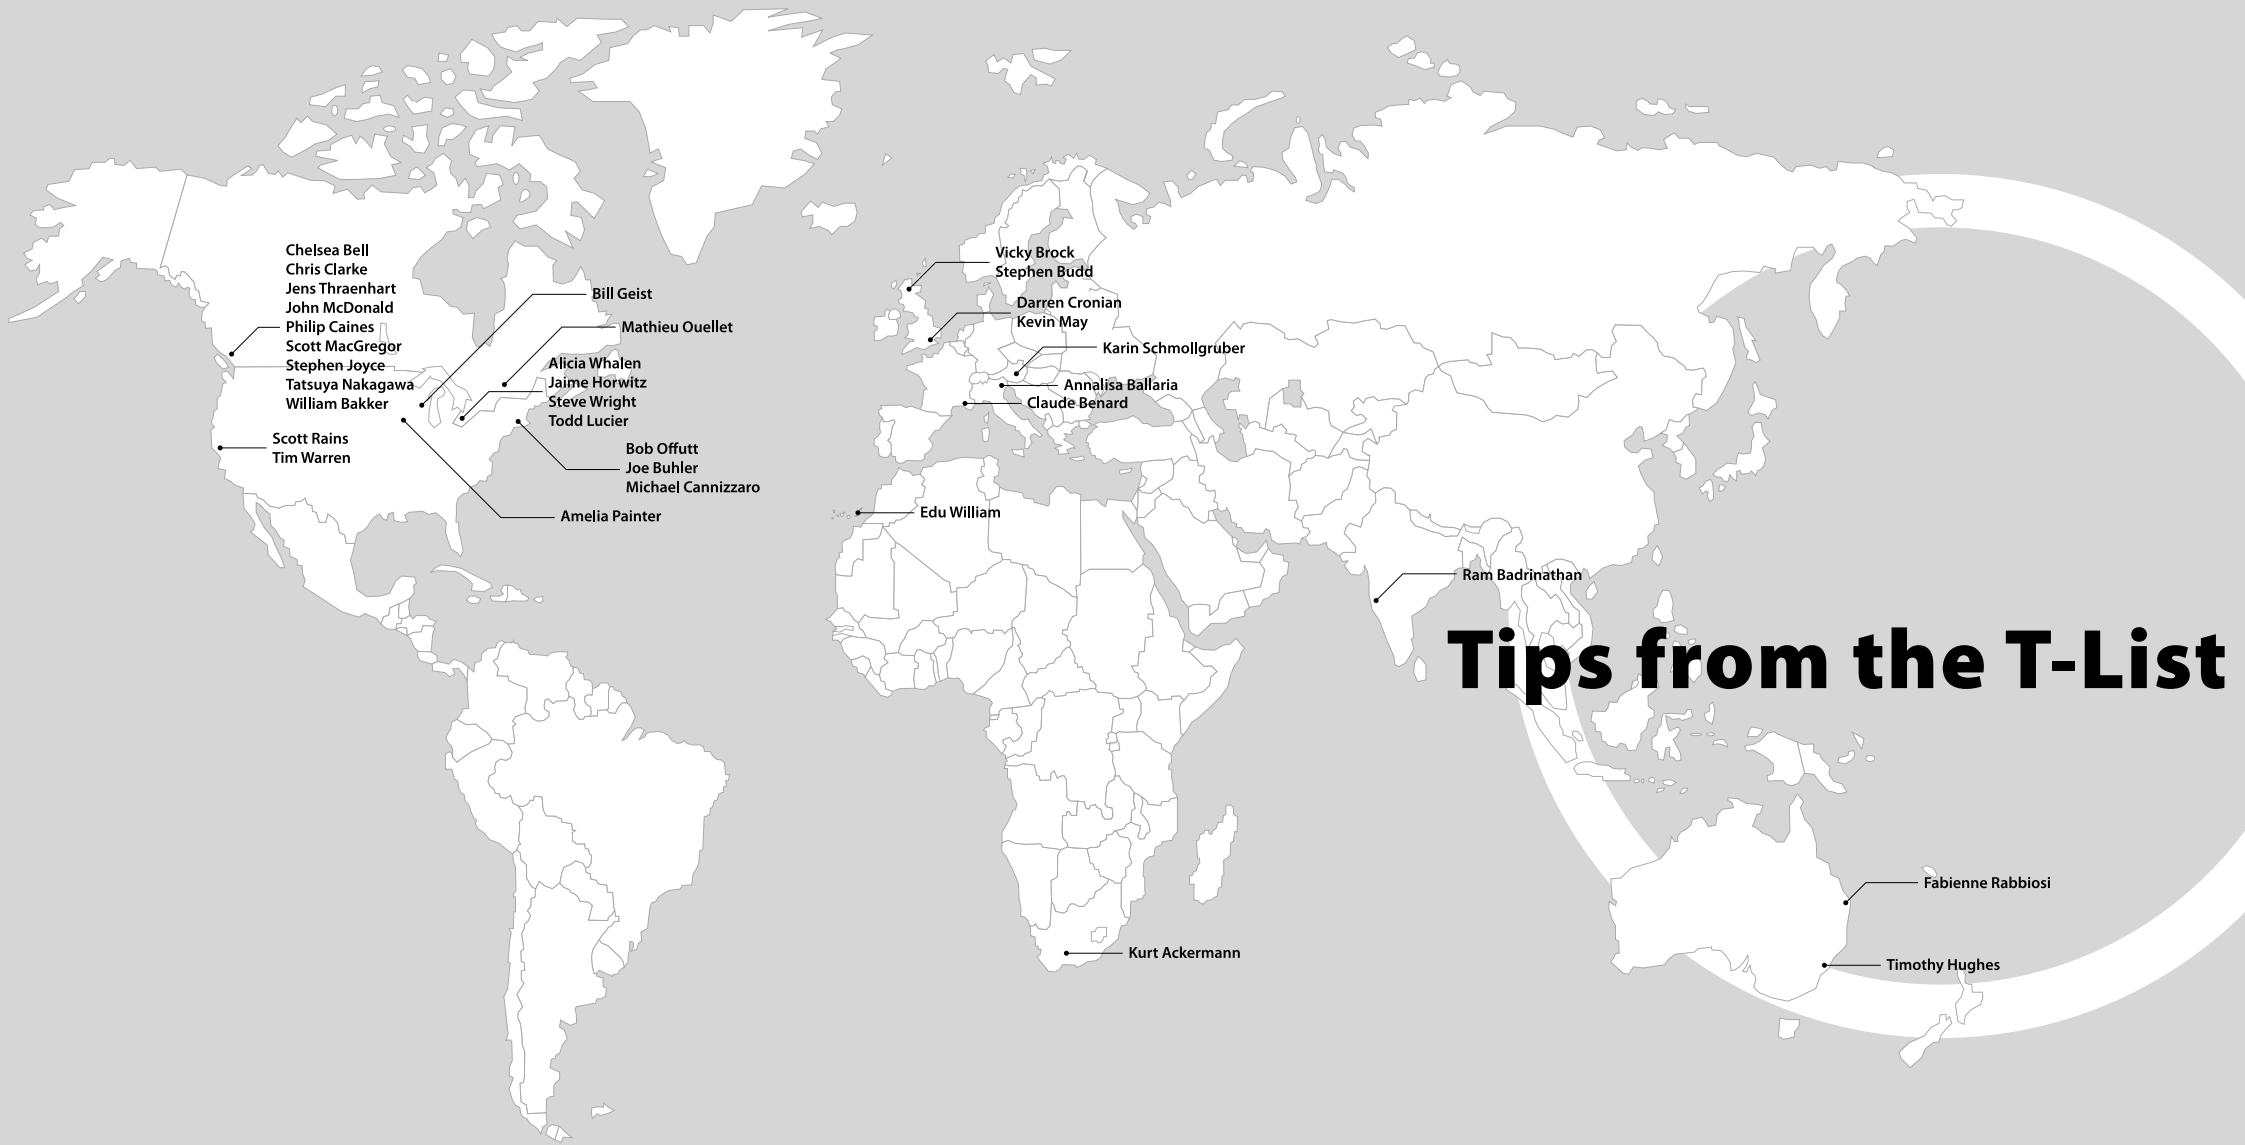 Chelsea Bell
Chris Clarke
Jens Thraenhart
John McDonald
Philip Caines
Scott MacGregor
Stephen Joyce
Tatsuya Nakagawa
William Bakker
Scott Rains
Tim Warren
Bill Geist
Mathieu Ouellet
Alicia Whalen
Jaime Horwitz
Steve Wright
Todd Lucier
Bob Offutt
Joe Buhler
Michael Cannizzaro
Amelia Painter
Vicky Brock
Stephen Budd
Darren Cronian
Kevin May
Karin Schmollgruber
Annalisa Ballaria
Claude Benard
Edu William
Ram Badrinathan
Tips from the T-List
Fabienne Rabbiosi
Kurt Ackermann
Timothy Hughes